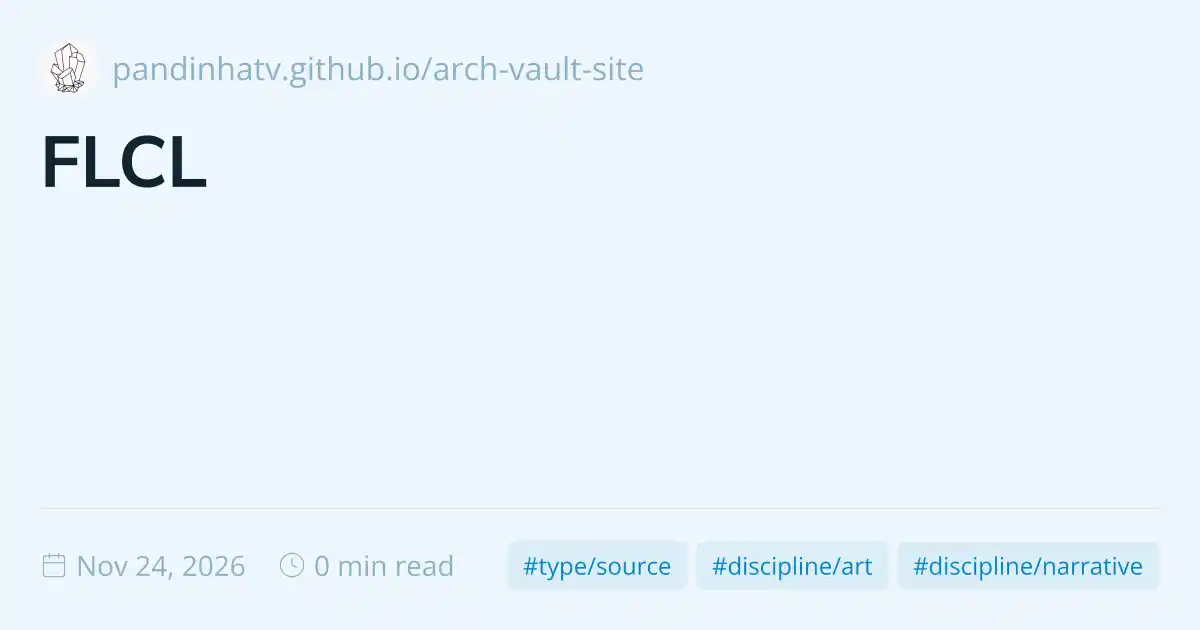 pandinhatv.github.io/arch-vault-site
FLCL
Nov 24, 2026 0 min read #type/source #discipline/art #discipline/narrative